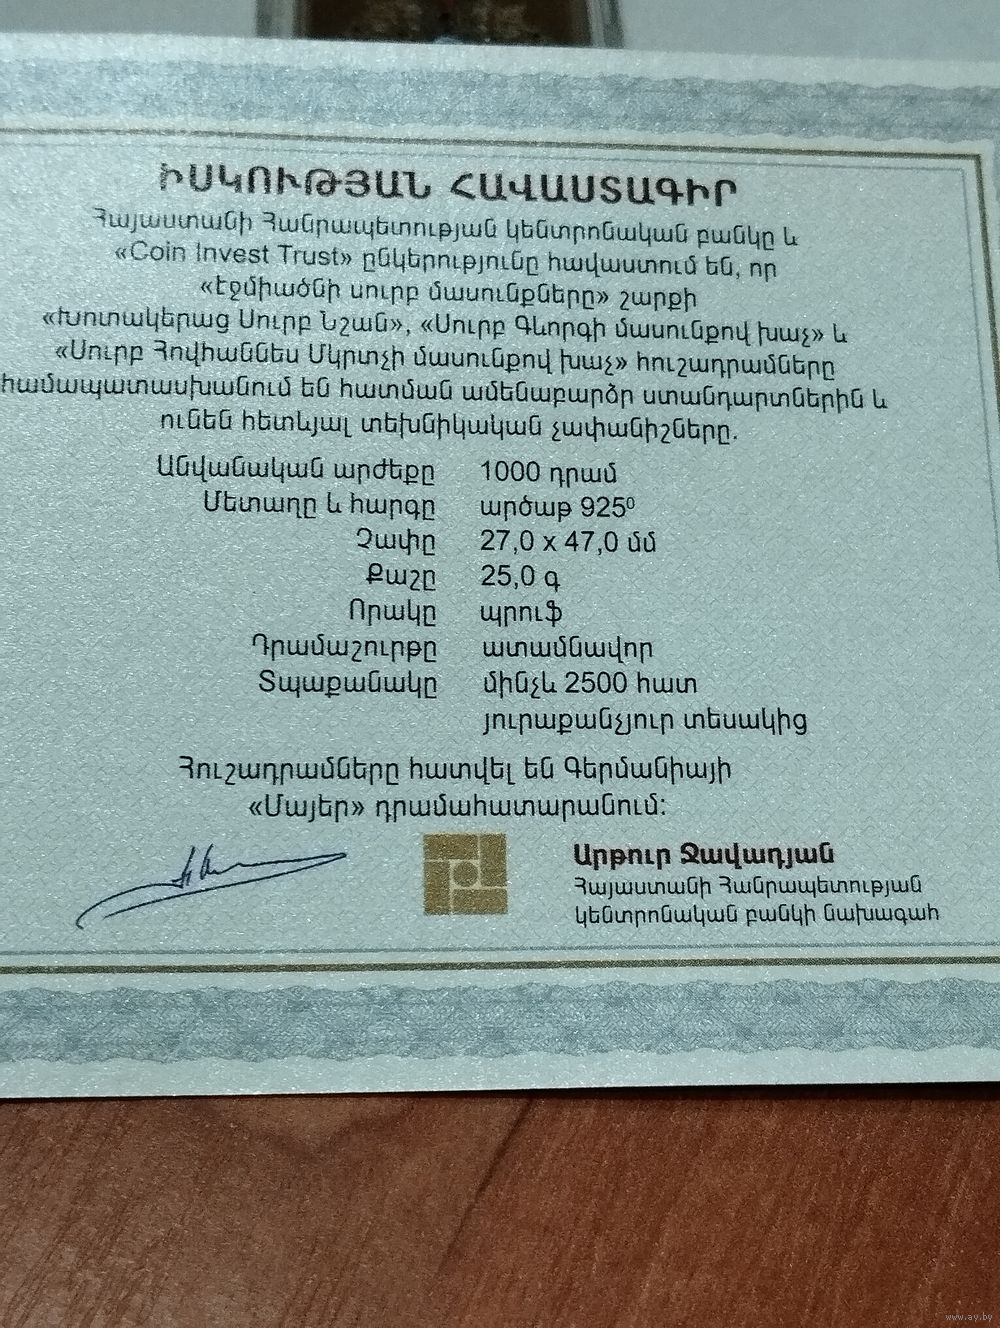 ԻՍԿՈՒԹՅԱՆ ՀԱՎԱՍՏԱԳԻՐ
Հայաստանի Հանրապետության կենտրոնական բանկը և
«Coin Invest Trust» ընկերությունը հավաստում են, որ
«Էջմիածնի սուրբ մասունքները» շարքի
«Խոտակերաց Սուրբ Նշան», «Սուրբ Գևորգի մասունքով խաչ» և
«Սուրբ Հովհաննես Մկրտչի մասունքով խաչ» հուշադրամները
համապատասխանում են հատման ամենաբարձր ստանդարտներին և
ունեն հետևյալ տեխնիկական չափանիշները.
Անվանական արժեքը 1000 դրամ
Մետաղը և հարգը արծաթ 925⁰
Չափը 27,0 x 47,0 մմ
Քաշը 25,0 գ
Որակը պրուֆ
Դրամաշուրթը ատամնավոր
Տպաքանակը մինչև 2500 հատ
յուրաքանչյուր տեսակից
Հուշադրամները հատվել են Գերմանիայի
«Մայեր» դրամահատարանում:
Արթուր Ջավադյան
Հայաստանի Հանրապետության
կենտրոնական բանկի նախագահ
www.ay.by